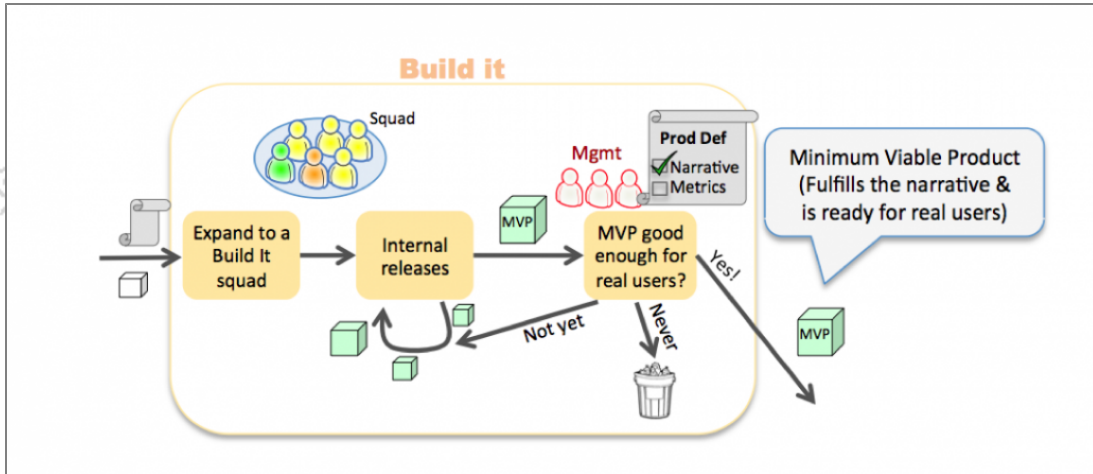 Build it
Squad
Prod Def
Narrative
Metrics
Mgmt
Minimum Viable Product
(Fulfills the narrative &
is ready for real users)
Expand to a
Build It
squad
Internal
releases
MVP
MVP good
enough for
real users?
Yes!
Not yet
Never
MVP